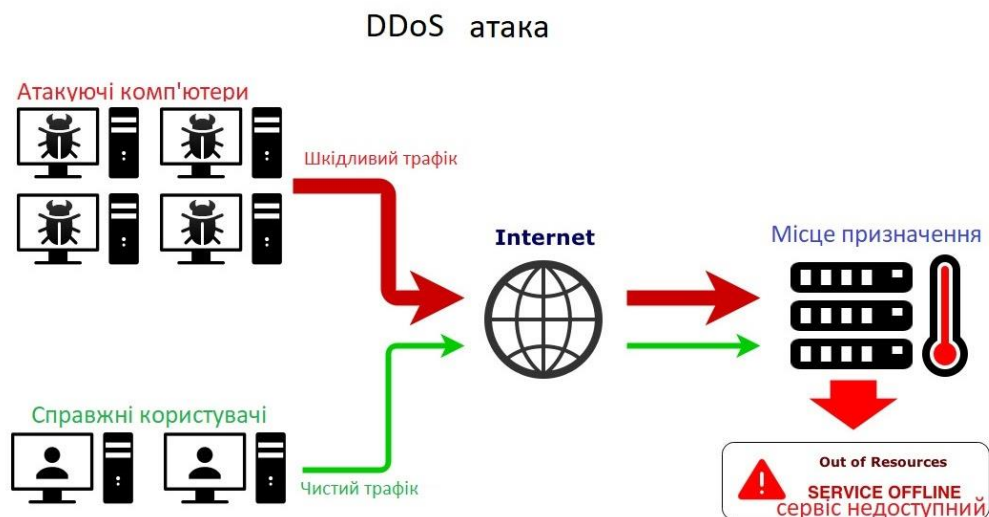 DDoS атака
Атакуючі комп'ютери
Шкідливий трафік
Internet
Місце призначення
Справжні користувачі
Чистий трафік
Out of Resources
SERVICE OFFLINE
сервіс недоступний